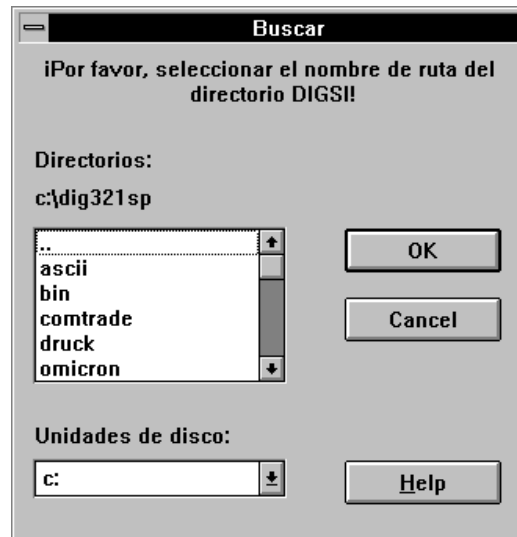 Buscar
¡Por favor, seleccionar el nombre de ruta del
directorio DIGSI!
Directorios:
c:\dig321sp
..
ascii
bin
comtrade
druck
omicron
OK
Cancel
Unidades de disco:
c:
Help